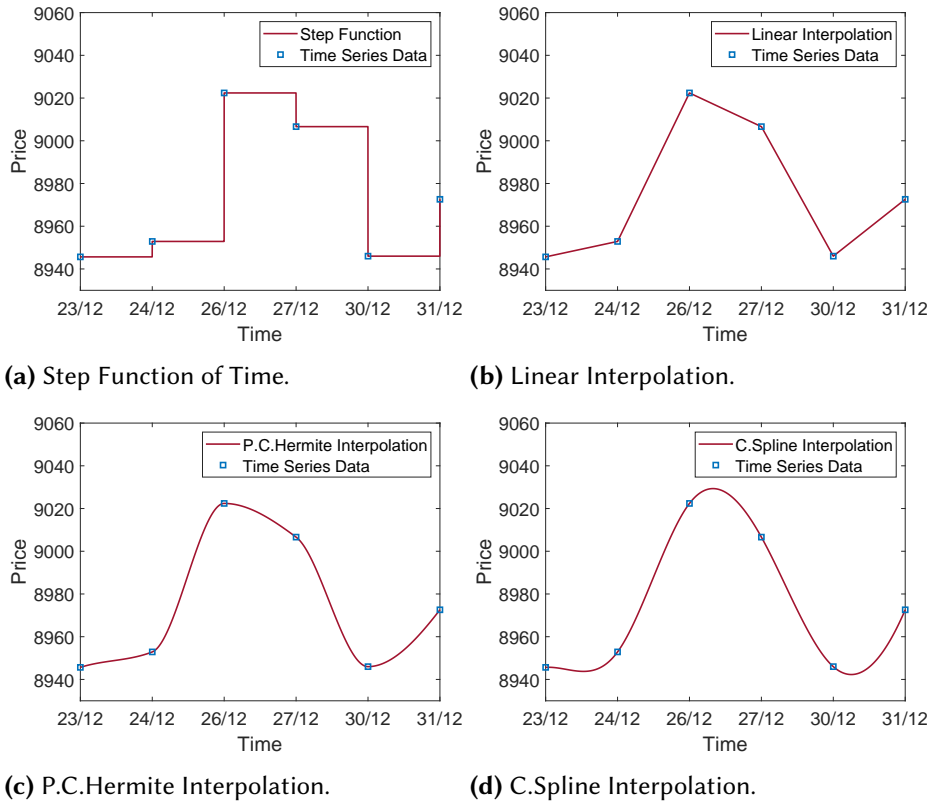 9060
9040
9020
9000
8980
8960
8940
Price
23/12 24/12 26/12 27/12 30/12 31/12
Time
Step Function
Time Series Data
(a) Step Function of Time.
9060
9040
9020
9000
8980
8960
8940
Price
23/12 24/12 26/12 27/12 30/12 31/12
Time
Linear Interpolation
Time Series Data
(b) Linear Interpolation.
9060
9040
9020
9000
8980
8960
8940
Price
23/12 24/12 26/12 27/12 30/12 31/12
Time
P.C.Hermite Interpolation
Time Series Data
(c) P.C.Hermite Interpolation.
9060
9040
9020
9000
8980
8960
8940
Price
23/12 24/12 26/12 27/12 30/12 31/12
Time
C.Spline Interpolation
Time Series Data
(d) C.Spline Interpolation.